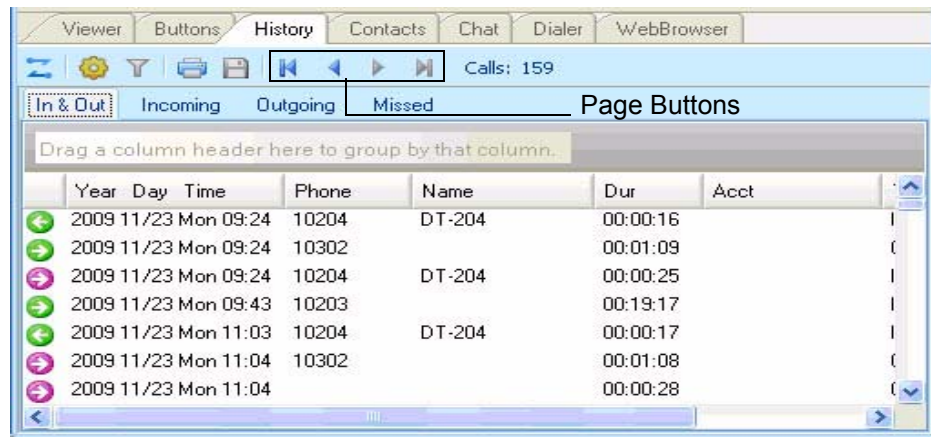 Viewer Buttons History Contacts Chat Dialer WebBrowser
Calls: 159
In & Out Incoming Outgoing Missed Page Buttons
Drag a column header here to group by that column.
Year Day Time Phone Name Dur Acct
2009 11/23 Mon 09:24 10204 DT-204 00:00:16
2009 11/23 Mon 09:24 10302 00:01:09
2009 11/23 Mon 09:24 10204 DT-204 00:00:25
2009 11/23 Mon 09:43 10203 00:19:17
2009 11/23 Mon 11:03 10204 DT-204 00:00:17
2009 11/23 Mon 11:04 10302 00:01:08
2009 11/23 Mon 11:04 00:00:28